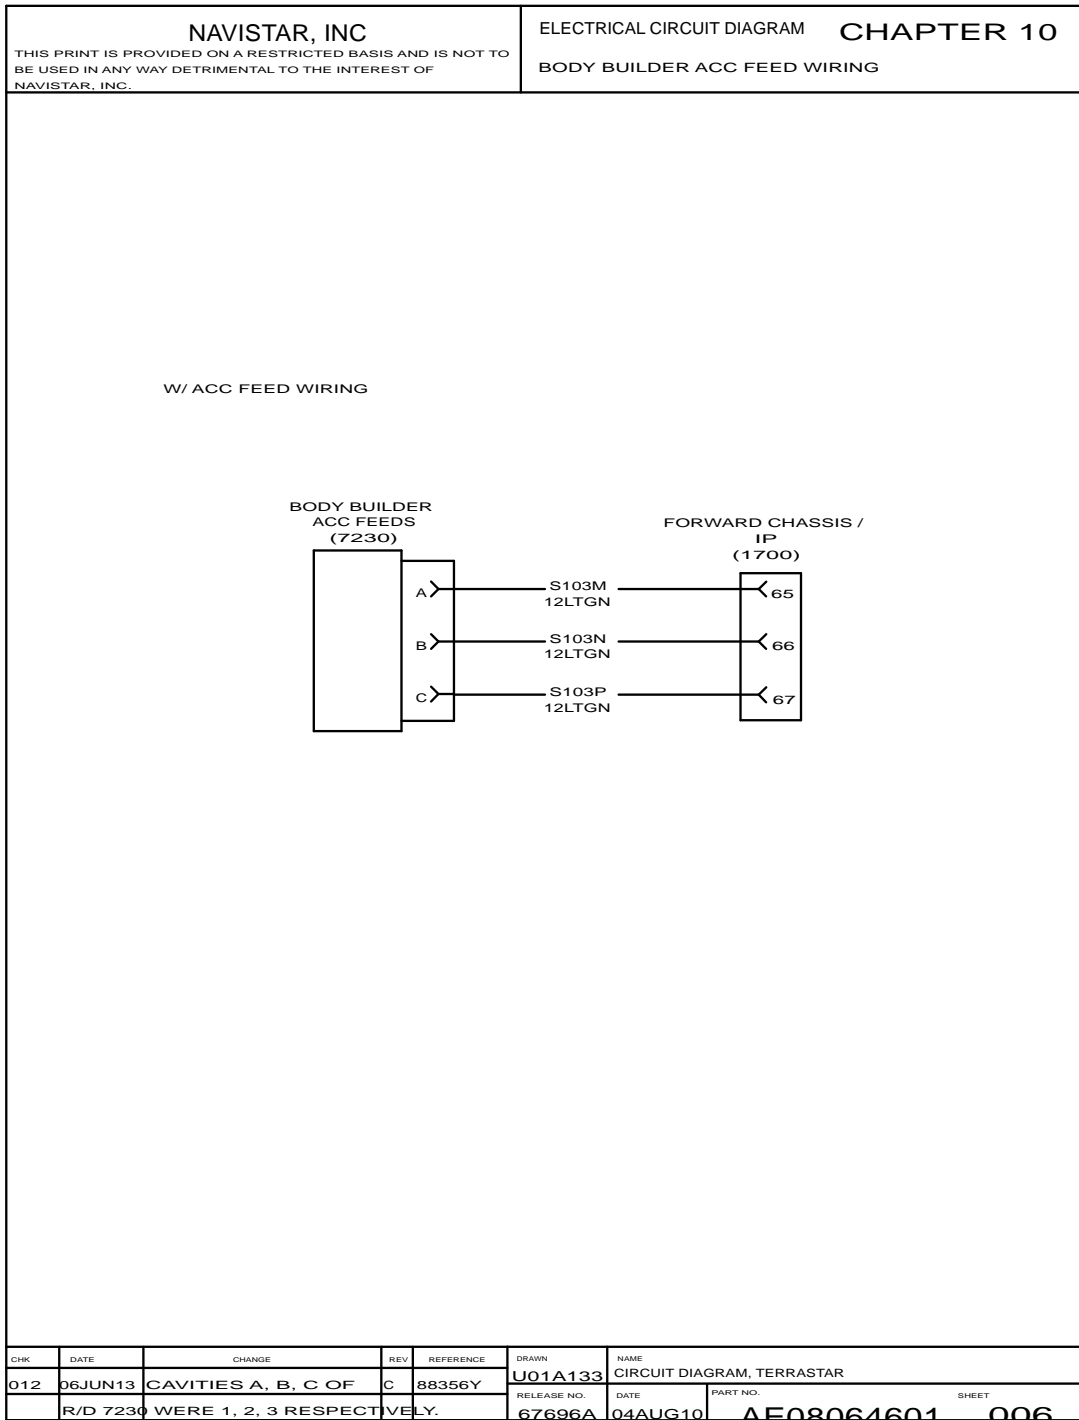 NAVISTAR, INC
THIS PRINT IS PROVIDED ON A RESTRICTED BASIS AND IS NOT TO
BE USED IN ANY WAY DETRIMENTAL TO THE INTEREST OF
NAVISTAR, INC.
ELECTRICAL CIRCUIT DIAGRAM CHAPTER 10
BODY BUILDER ACC FEED WIRING
W/ ACC FEED WIRING
BODY BUILDER
ACC FEEDS
(7230)
FORWARD CHASSIS /
IP
(1700)
A S103M 65
12LTGN
B S103N 66
12LTGN
C S103P 67
12LTGN
CHK DATE CHANGE REV REFERENCE
012 06JUN13 CAVITIES A, B, C OF C 88356Y
R/D 7230 WERE 1, 2, 3 RESPECTIVELY.
DRAWN NAME
U01A133 CIRCUIT DIAGRAM, TERRASTAR
RELEASE NO. DATE PART NO. SHEET
67696A 04AUG10 AE08064601 006